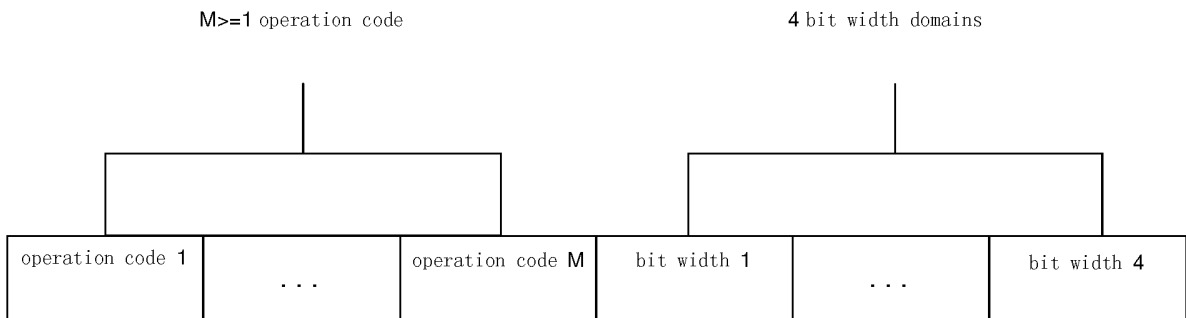 M>=1 operation code
4 bit width domains
operation code 1
...
operation code M
bit width 1
...
bit width 4